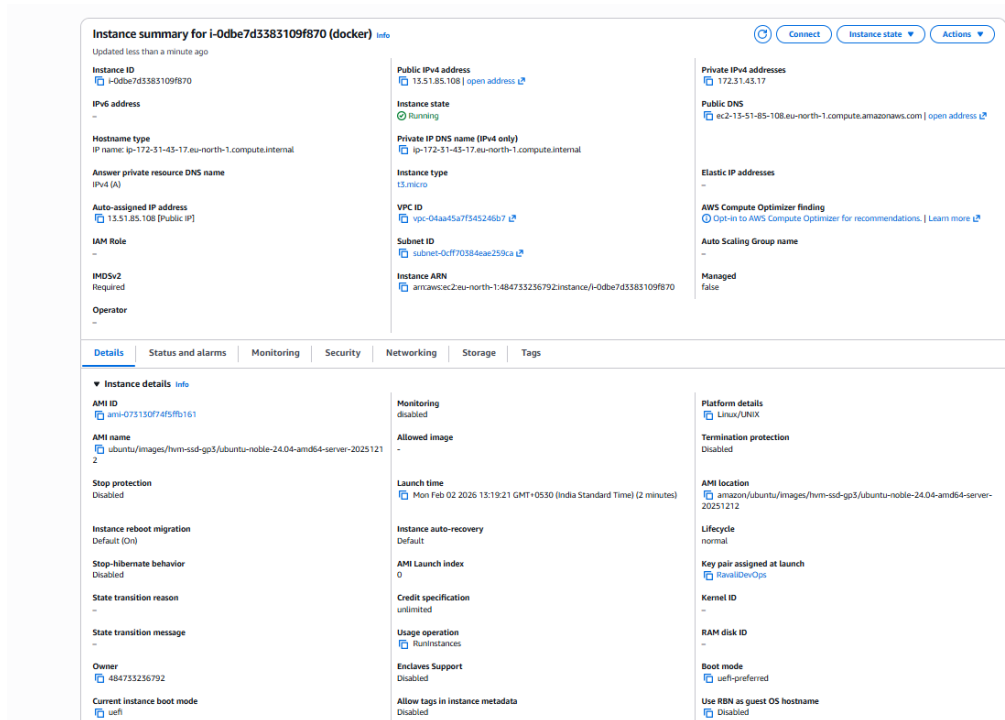 Instance summary for i-0dbe7d3383109f870 (docker) Info
Connect
Instance state
Actions
Updated less than a minute ago
Instance ID
i-0dbe7d3383109f870
Public IPv4 address
13.51.85.108 | open address
Private IPv4 addresses
172.31.43.17
IPv6 address
–
Instance state
Running
Public DNS
ec2-13-51-85-108.eu-north-1.compute.amazonaws.com | open address
Hostname type
IP name: ip-172-31-43-17.eu-north-1.compute.internal
Private IP DNS name (IPv4 only)
ip-172-31-43-17.eu-north-1.compute.internal
Answer private resource DNS name
IPv4 (A)
Instance type
t3.micro
Elastic IP addresses
–
Auto-assigned IP address
13.51.85.108 [Public IP]
VPC ID
vpc-04aa45a7f345246b7
AWS Compute Optimizer finding
Opt-in to AWS Compute Optimizer for recommendations. | Learn more
IAM Role
–
Subnet ID
subnet-0cff70384eae259ca
Auto Scaling Group name
–
IMDSv2
Required
Instance ARN
arn:aws:ec2:eu-north-1:484733236792:instance/i-0dbe7d3383109f870
Managed
false
Operator
–
Details
Status and alarms
Monitoring
Security
Networking
Storage
Tags
Instance details Info
AMI ID
ami-073130f74f5ffb161
Monitoring
disabled
Platform details
Linux/UNIX
AMI name
ubuntu/images/hvm-ssd-gp3/ubuntu-noble-24.04-amd64-server-2025121
2
Allowed image
-
Termination protection
Disabled
Stop protection
Disabled
Launch time
Mon Feb 02 2026 13:19:21 GMT+0530 (India Standard Time) (2 minutes)
AMI location
amazon/ubuntu/images/hvm-ssd-gp3/ubuntu-noble-24.04-amd64-server-
20251212
Instance reboot migration
Default (On)
Instance auto-recovery
Default
Lifecycle
normal
Stop-hibernate behavior
Disabled
AMI Launch index
0
Key pair assigned at launch
RavaliDevOps
State transition reason
–
Credit specification
unlimited
Kernel ID
–
State transition message
–
Usage operation
RunInstances
RAM disk ID
–
Owner
484733236792
Enclaves Support
Disabled
Boot mode
uefi-preferred
Current instance boot mode
uefi
Allow tags in instance metadata
Disabled
Use RBN as guest OS hostname
Disabled